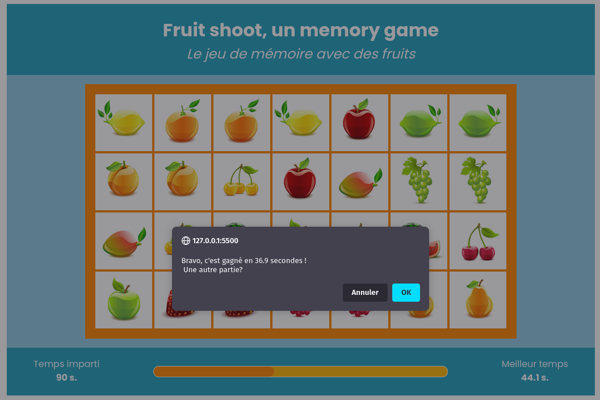 Fruit shoot, un memory game
Le jeu de mémoire avec des fruits
127.0.0.1:5500
Bravo, c'est gagné en 36.9 secondes !
Une autre partie?
Annuler
OK
Temps imparti
90 s.
Meilleur temps
44.1 s.